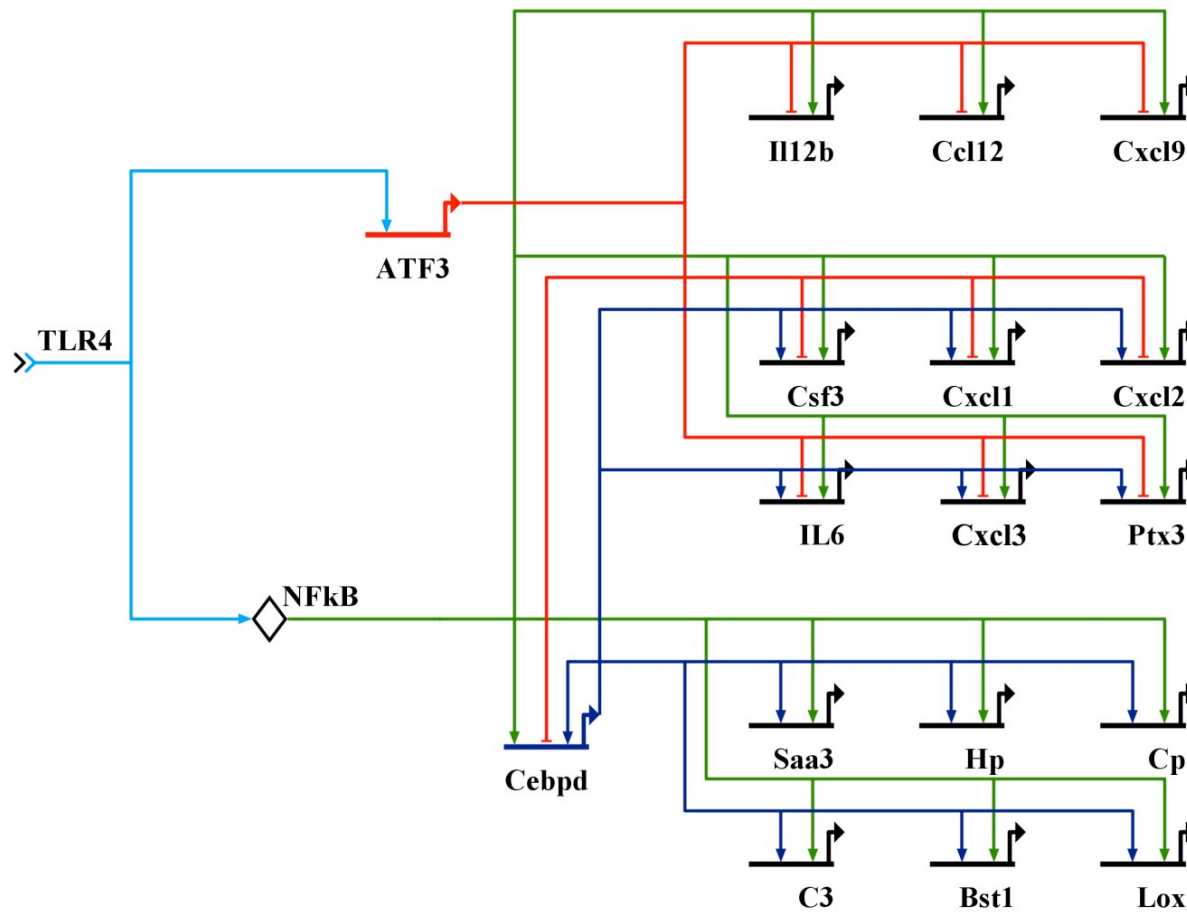 Il12b Ccl12 Cxcl9
ATF3
TLR4
Csf3 Cxcl1 Cxcl2
IL6 Cxcl3 Ptx3
NFkB
Saa3 Hp Cp
Cebpd
C3 Bst1 Lox